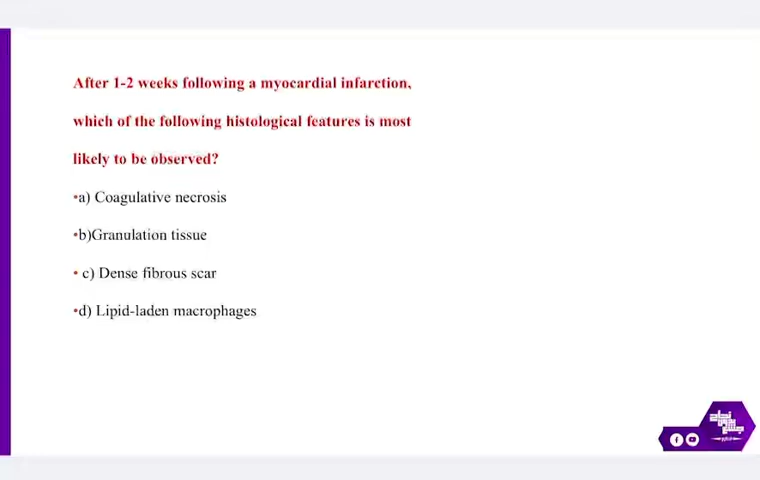 After 1-2 weeks following a myocardial infarction,
which of the following histological features is most
likely to be observed?
•a) Coagulative necrosis
•b)Granulation tissue
• c) Dense fibrous scar
•d) Lipid-laden macrophages